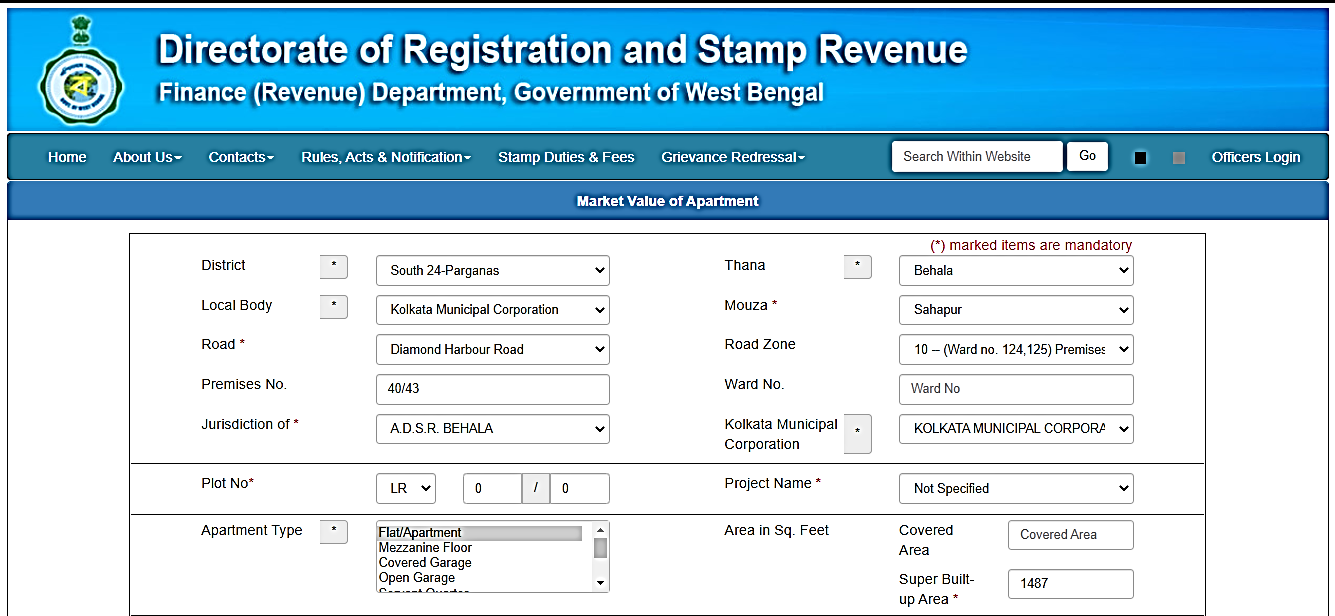 Directorate of Registration and Stamp Revenue
Finance (Revenue) Department, Government of West Bengal
Home About Us Contacts Rules, Acts & Notification Stamp Duties & Fees Grievance Redressal Search Within Website Go Officers Login
Market Value of Apartment
(*) marked items are mandatory
District * South 24-Parganas Thana * Behala
Local Body * Kolkata Municipal Corporation Mouza * Sahapur
Road * Diamond Harbour Road Road Zone 10 -- (Ward no. 124,125) Premises
Premises No. 40/43 Ward No. Ward No
Jurisdiction of * A.D.S.R. BEHALA Kolkata Municipal Corporation * KOLKATA MUNICIPAL CORPORA
Plot No* LR 0 / 0 Project Name * Not Specified
Apartment Type * Flat/Apartment Area in Sq. Feet Covered Area Covered Area
Mezzanine Floor
Covered Garage
Open Garage Super Built-up Area * 1487